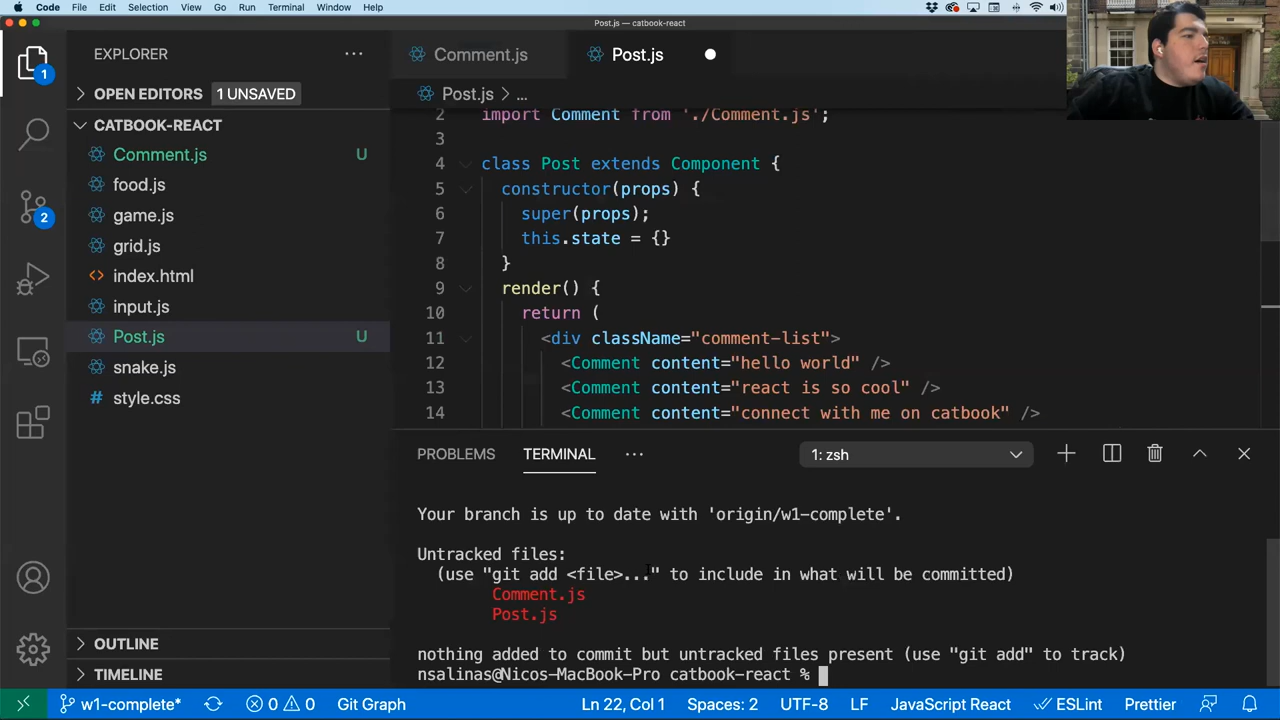 Code File Edit Selection View Go Run Terminal Window Help
Post.js — catbook-react
EXPLORER
OPEN EDITORS 1 UNSAVED
CATBOOK-REACT
Comment.js U
food.js
game.js
grid.js
index.html
input.js
Post.js U
snake.js
style.css
OUTLINE
TIMELINE
1
2
Comment.js Post.js
Post.js > ...
2 import Comment from './Comment.js';
3
4 class Post extends Component {
5 constructor(props) {
6 super(props);
7 this.state = {}
8 }
9 render() {
10 return (
11 <div className="comment-list">
12 <Comment content="hello world" />
13 <Comment content="react is so cool" />
14 <Comment content="connect with me on catbook" />
PROBLEMS TERMINAL ... 1: zsh
Your branch is up to date with 'origin/w1-complete'.
Untracked files:
(use "git add <file>..." to include in what will be committed)
Comment.js
Post.js
nothing added to commit but untracked files present (use "git add" to track)
nsalinas@Nicos-MacBook-Pro catbook-react %
w1-complete* 0 0 Git Graph Ln 22, Col 1 Spaces: 2 UTF-8 LF JavaScript React ESLint Prettier